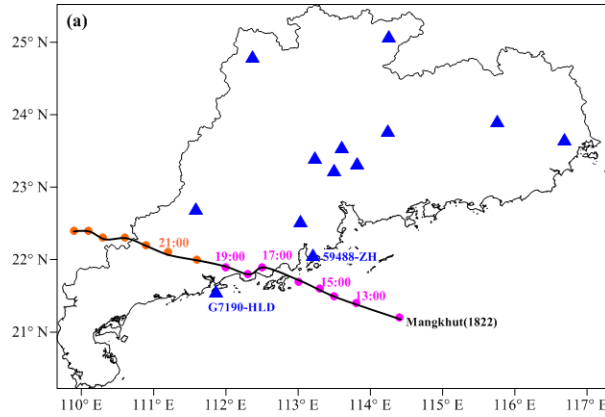 (a)
25° N
24° N
23° N
22° N
21° N
21:00
19:00
17:00
59488-ZH
15:00
13:00
G7190-HLD
Mangkhut(1822)
110° E 111° E 112° E 113° E 114° E 115° E 116° E 117° E